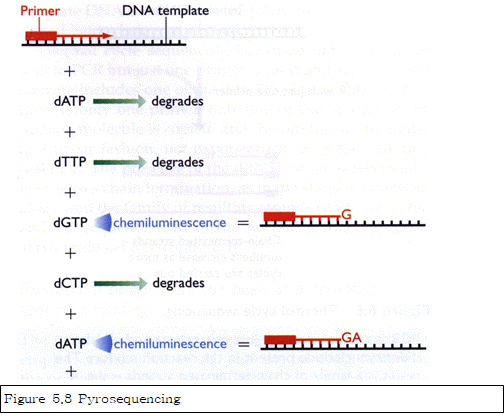 Primer DNA template
+
dATP degrades
+
dTTP degrades
+
dGTP chemiluminescence = G
+
dCTP degrades
+
dATP chemiluminescence = GA
+
Figure 5,8 Pyrosequencing